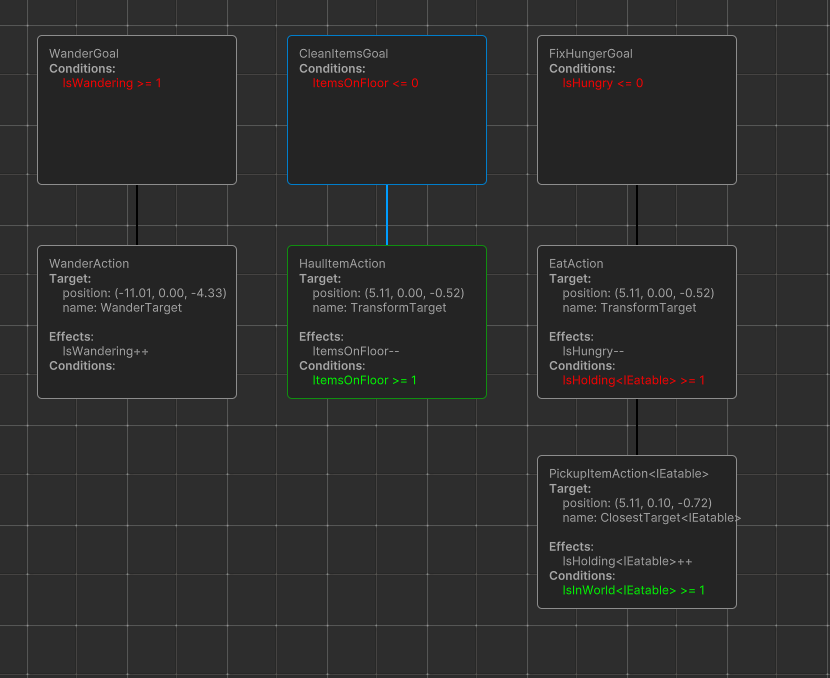 WanderGoal
Conditions:
IsWandering >= 1
CleanItemsGoal
Conditions:
ItemsOnFloor <= 0
FixHungerGoal
Conditions:
IsHungry <= 0
WanderAction
Target:
position: (-11.01, 0.00, -4.33)
name: WanderTarget
Effects:
IsWandering++
Conditions:
HaulItemAction
Target:
position: (5.11, 0.00, -0.52)
name: TransformTarget
Effects:
ItemsOnFloor--
Conditions:
ItemsOnFloor >= 1
EatAction
Target:
position: (5.11, 0.00, -0.52)
name: TransformTarget
Effects:
IsHungry--
Conditions:
IsHolding<IEatable> >= 1
PickupItemAction<IEatable>
Target:
position: (5.11, 0.10, -0.72)
name: ClosestTarget<IEatable>
Effects:
IsHolding<IEatable>++
Conditions:
IsInWorld<IEatable> >= 1